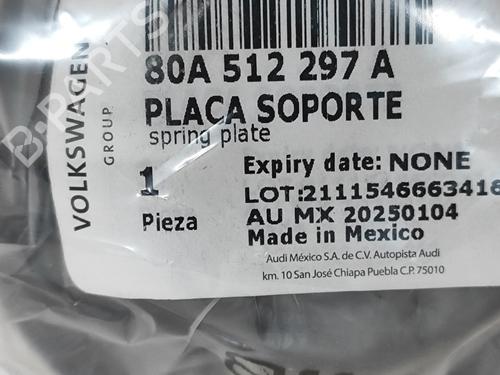 VOLKSWAGEN
GROUP
80A 512 297 A
PLACA SOPORTE
spring plate
1
Pieza
Expiry date: NONE
LOT:2111546663416
AU MX 20250104
Made in Mexico
Audi México S.A. de C.V. Autopista Audi
km. 10 San José Chiapa Puebla C.P. 75010
B-PARTS